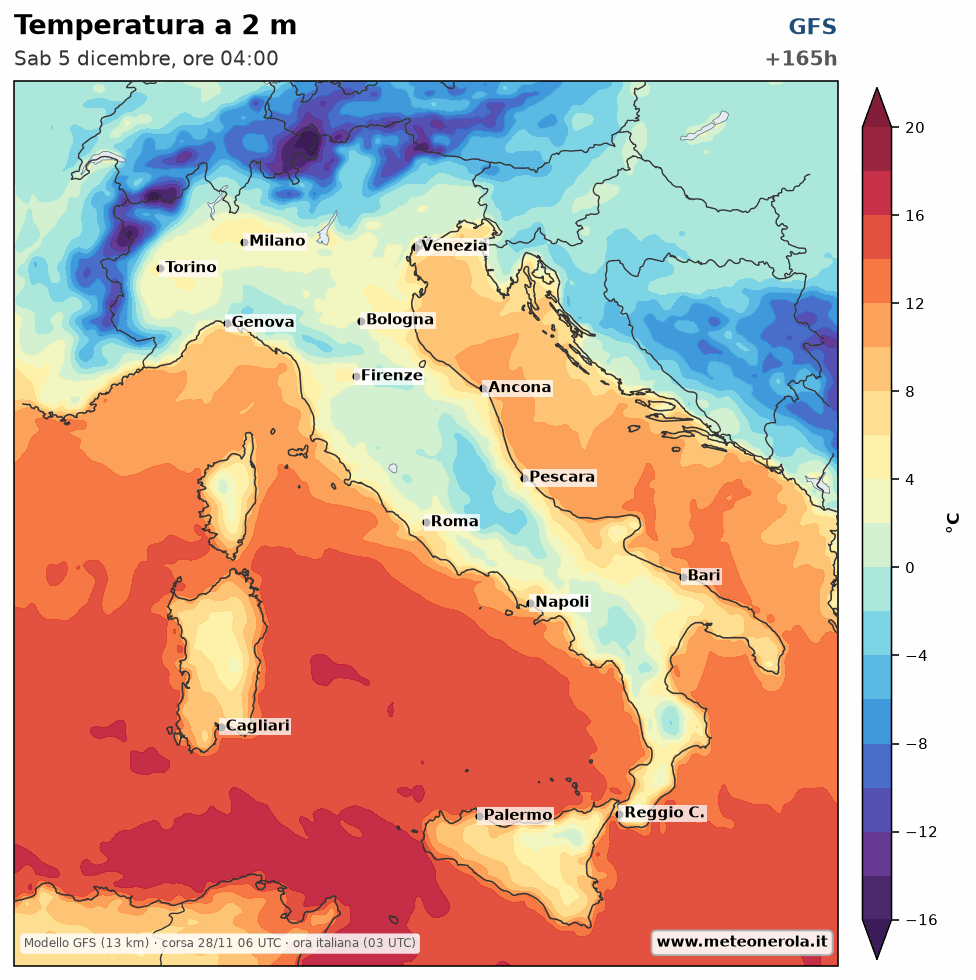 Temperatura a 2 m
GFS
Sab 5 dicembre, ore 04:00
+165h
Milano
Venezia
Torino
Genova
Bologna
Firenze
Ancona
Pescara
Roma
Bari
Napoli
Cagliari
Palermo
Reggio C.
20
16
12
8
4
0
−4
−8
−12
−16
°C
Modello GFS (13 km) · corsa 28/11 06 UTC · ora italiana (03 UTC)
www.meteonerola.it